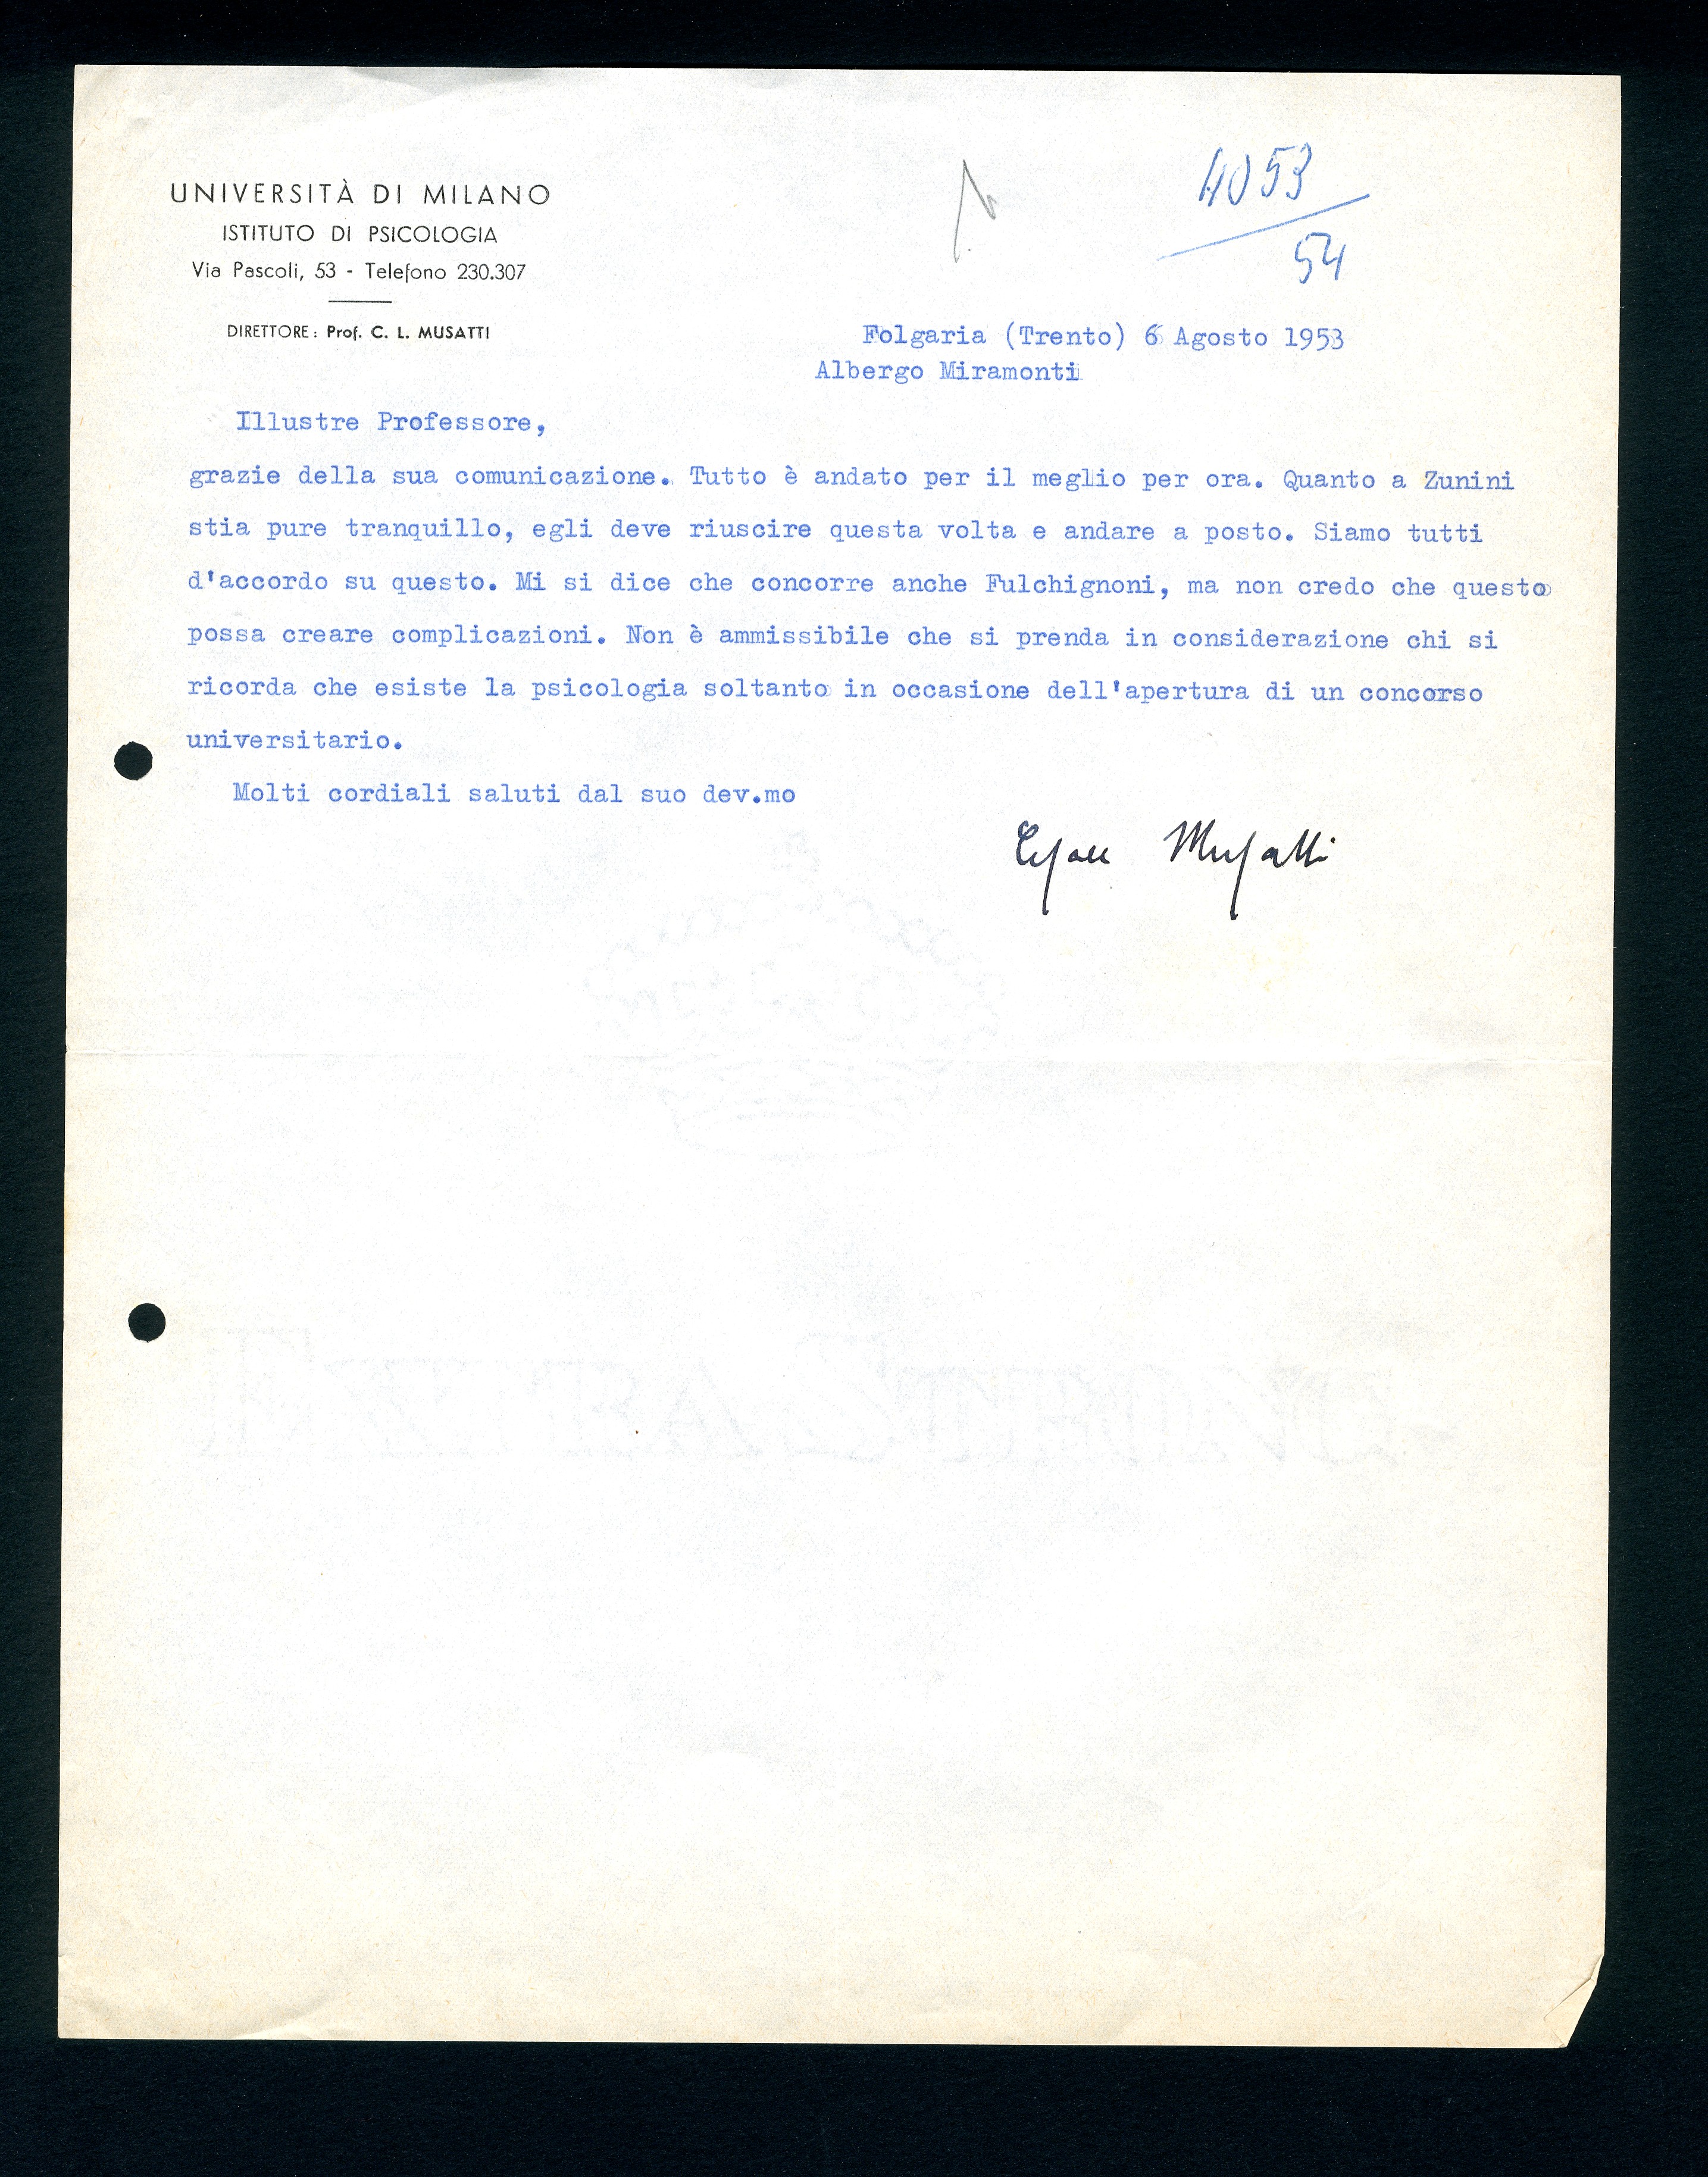 UNIVERSITÀ DI MILANO
ISTITUTO DI PSICOLOGIA
Via Pascoli, 53 - Telefono 230.307
DIRETTORE: Prof. C. L. MUSATTI
4053
54
Folgaria (Trento) 6 Agosto 1953
Albergo Miramonti
Illustre Professore,
grazie della sua comunicazione. Tutto è andato per il meglio per ora. Quanto a Zunini
stia pure tranquillo, egli deve riuscire questa volta e andare a posto. Siamo tutti
d'accordo su questo. Mi si dice che concorre anche Fulchignoni, ma non credo che questo
possa creare complicazioni. Non è ammissibile che si prenda in considerazione chi si
ricorda che esiste la psicologia soltanto in occasione dell'apertura di un concorso
universitario.
Molti cordiali saluti dal suo dev.mo
Cesare Musatti